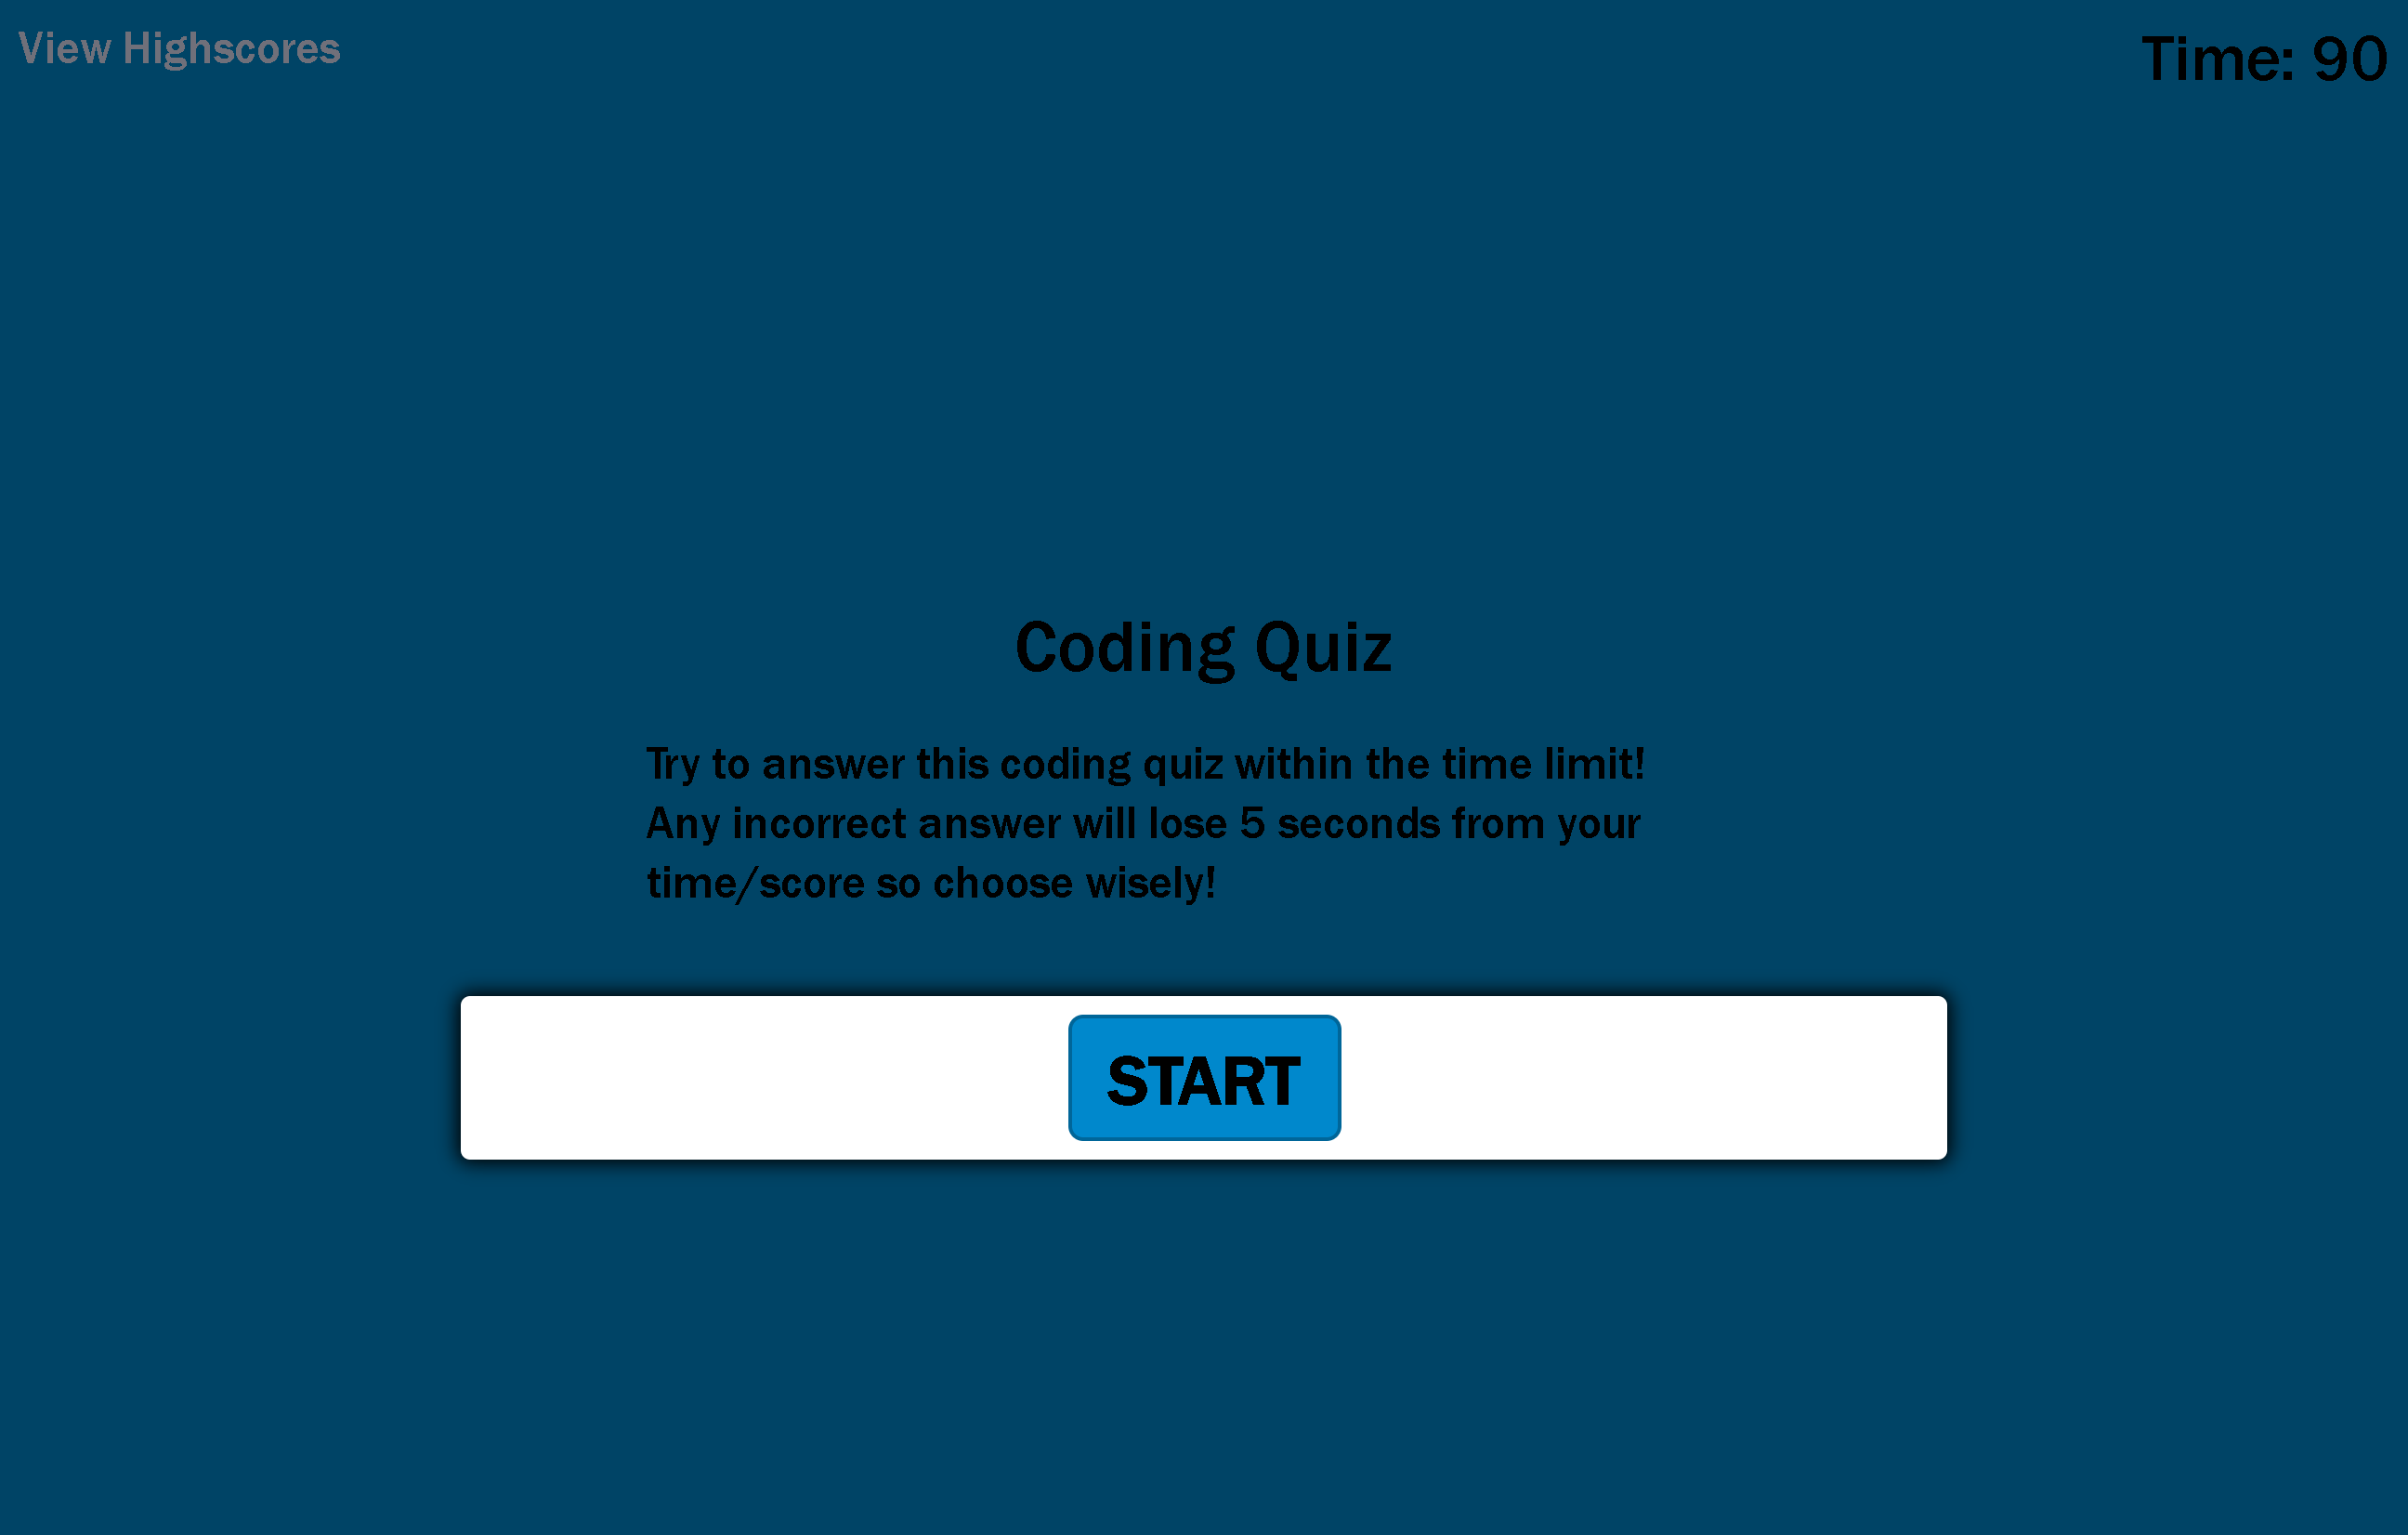 View Highscores
Time: 90
Coding Quiz
Try to answer this coding quiz within the time limit!
Any incorrect answer will lose 5 seconds from your
time/score so choose wisely!
START